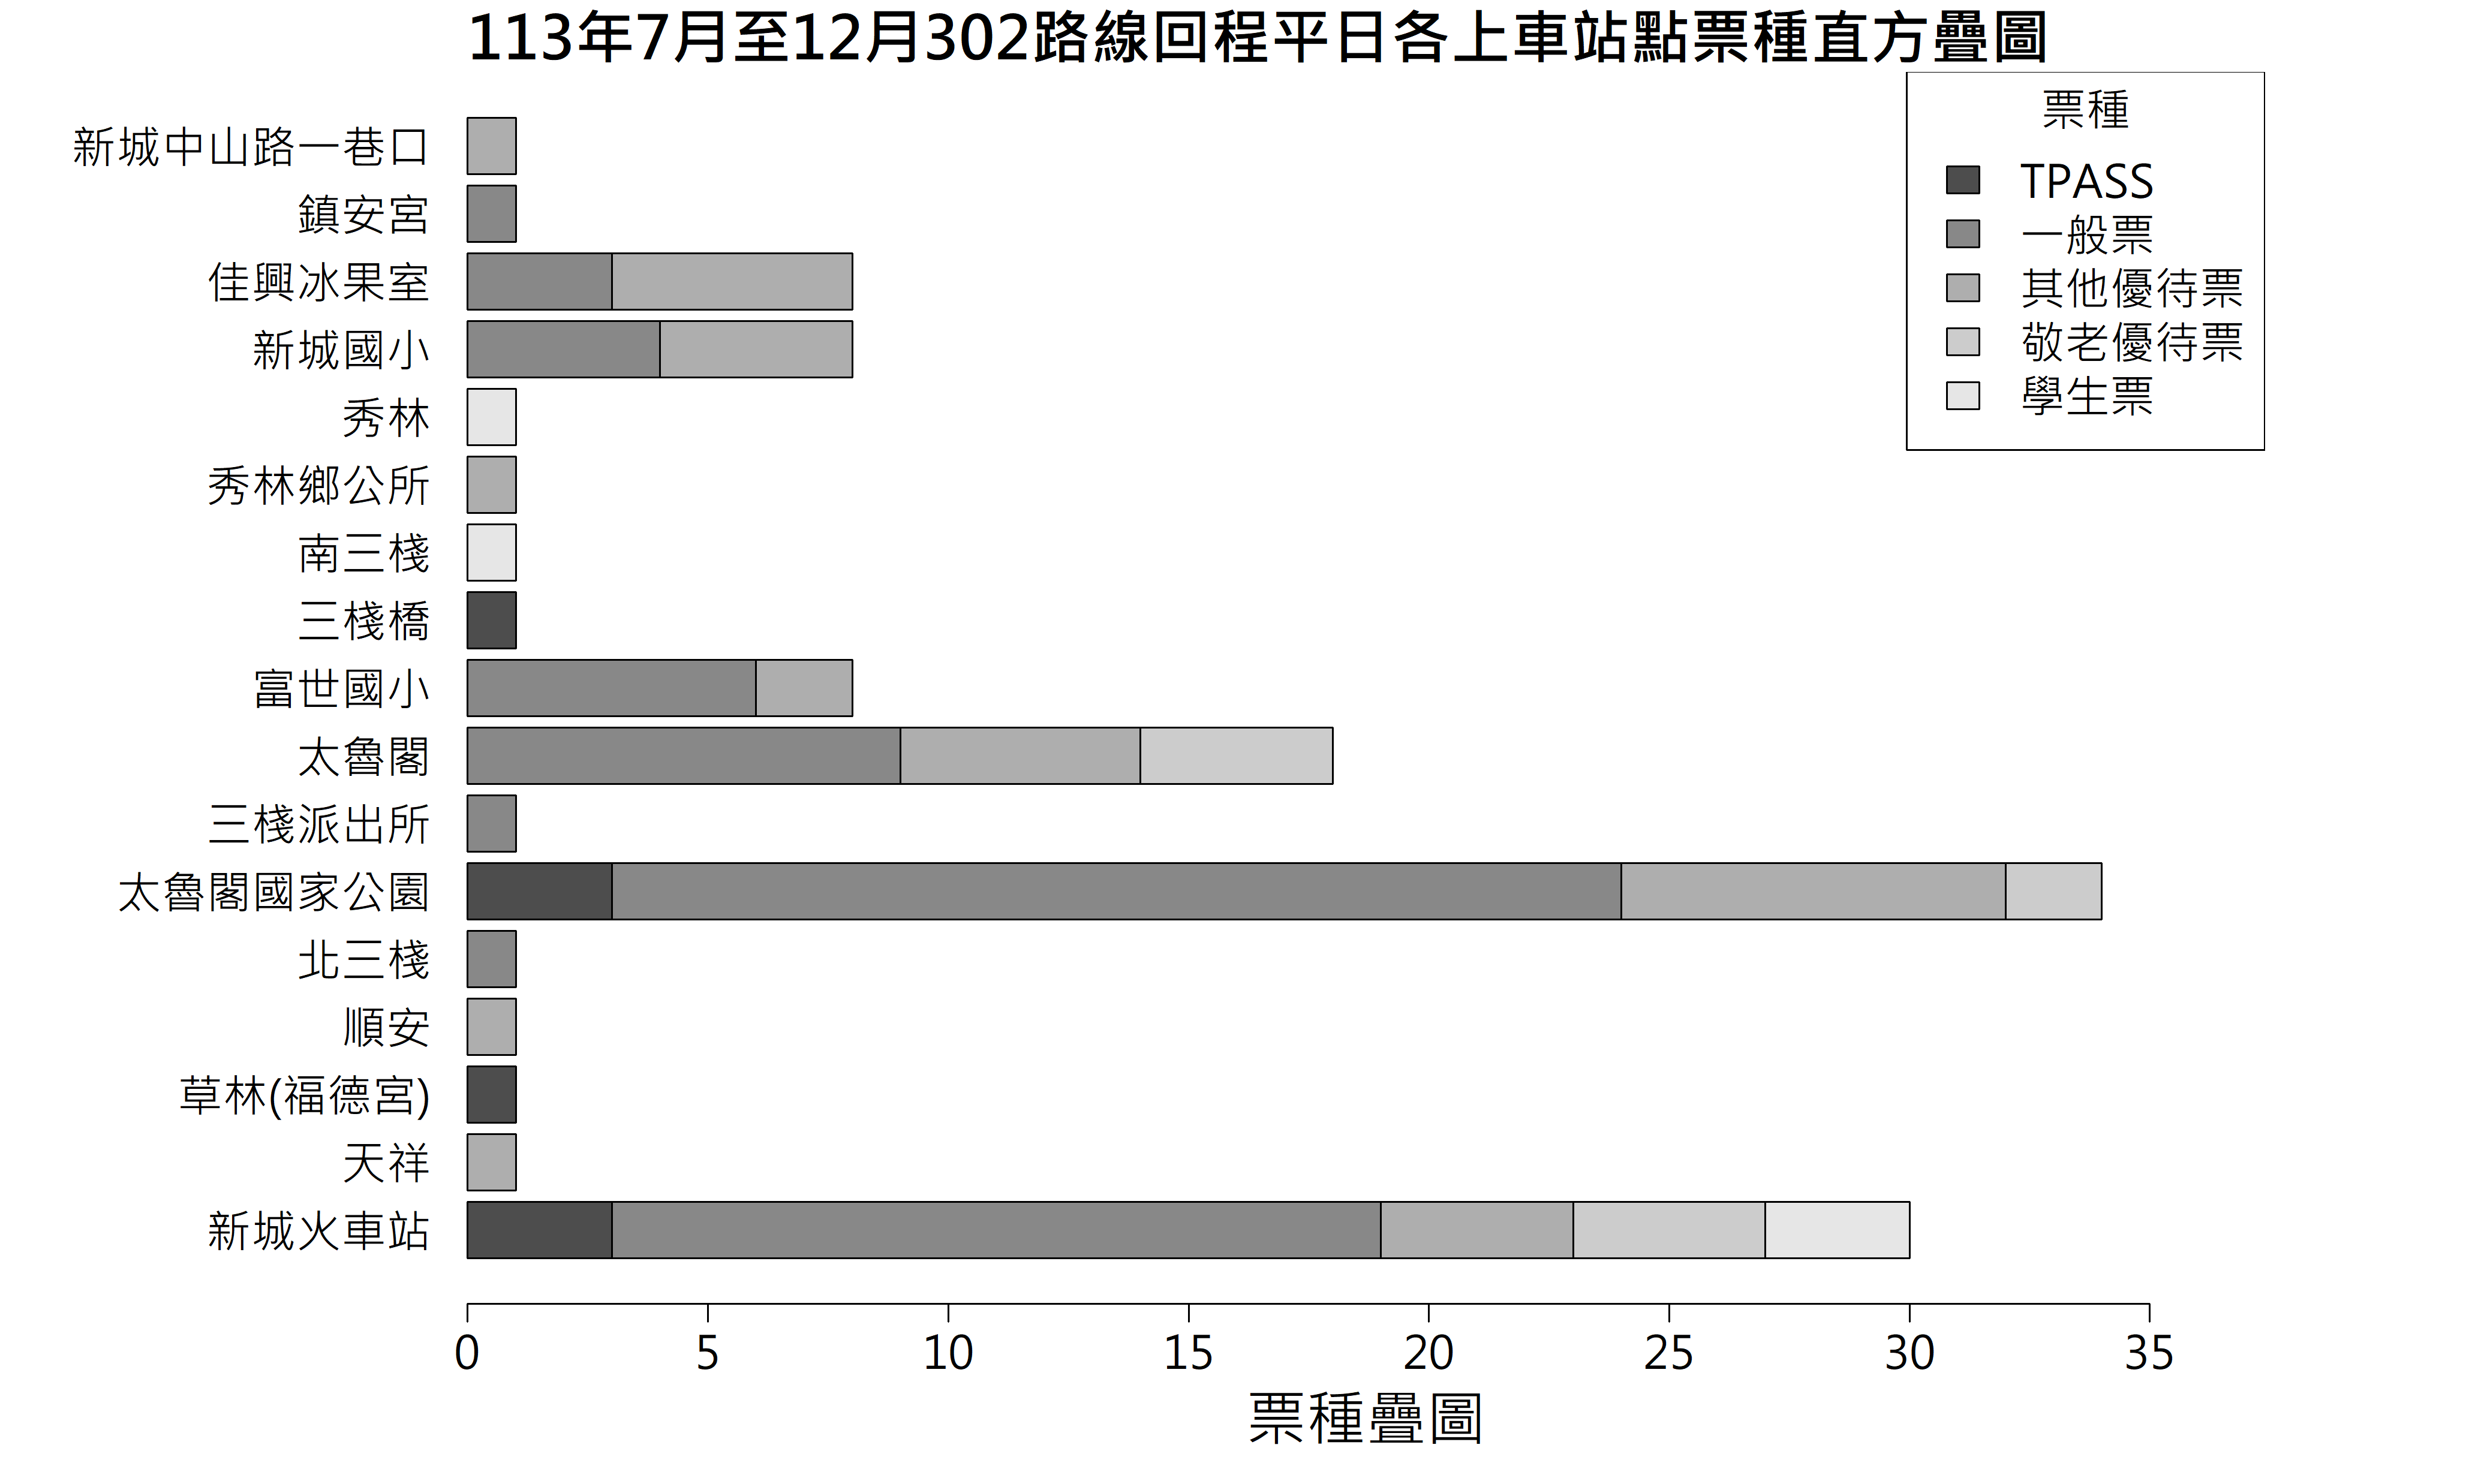 113年7月至12月302路線回程平日各上車站點票種直方疊圖
票種
TPASS
一般票
其他優待票
敬老優待票
學生票
新城中山路一巷口
鎮安宮
佳興冰果室
新城國小
秀林
秀林鄉公所
南三棧
三棧橋
富世國小
太魯閣
三棧派出所
太魯閣國家公園
北三棧
順安
草林(福德宮)
天祥
新城火車站
0 5 10 15 20 25 30 35
票種疊圖